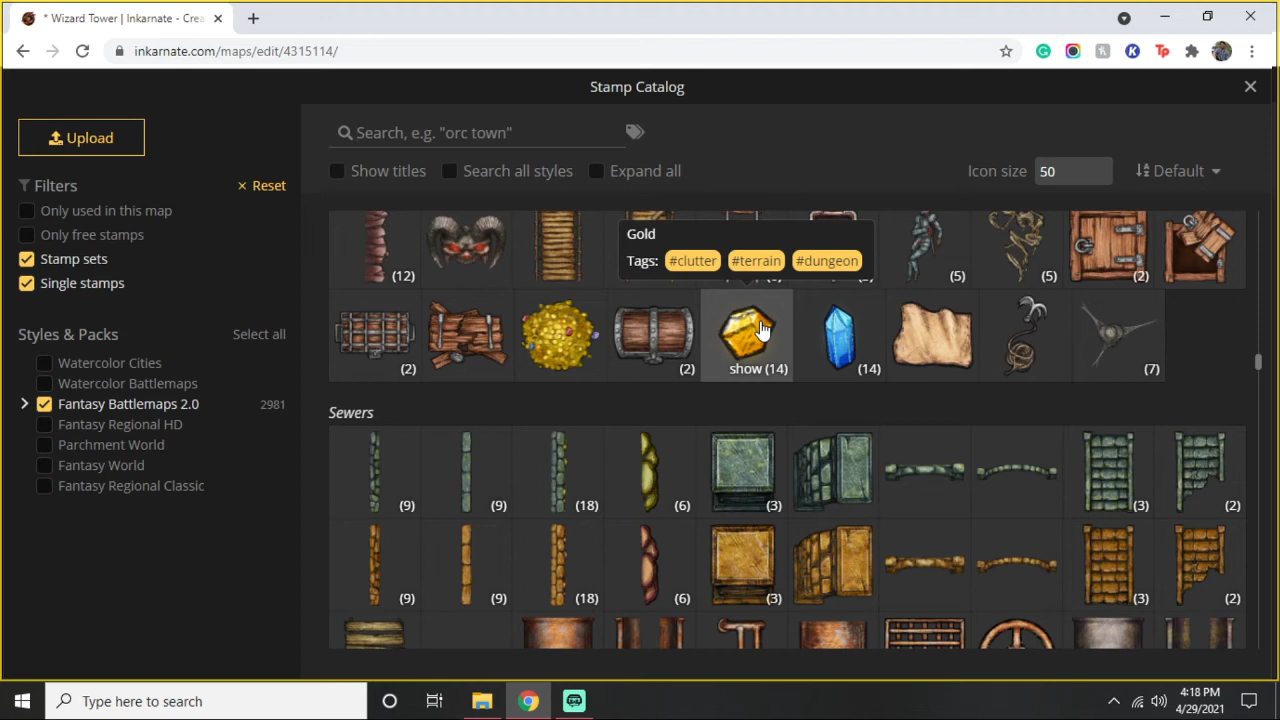 * Wizard Tower | Inkarnate - Crea
inkarnate.com/maps/edit/4315114/
Stamp Catalog
Upload
Search, e.g. "orc town"
Filters
Reset
Show titles
Search all styles
Expand all
Icon size
50
Default
Only used in this map
Only free stamps
Stamp sets
Single stamps
Gold
Tags: #clutter #terrain #dungeon
(12)
(5)
(5)
(2)
Styles & Packs
Select all
Watercolor Cities
Watercolor Battlemaps
Fantasy Battlemaps 2.0
2981
Fantasy Regional HD
Parchment World
Fantasy World
Fantasy Regional Classic
(2)
(2)
show (14)
(14)
(7)
Sewers
(9)
(9)
(18)
(6)
(3)
(3)
(2)
(9)
(9)
(18)
(6)
(3)
(3)
(2)
Type here to search
4:18 PM
4/29/2021